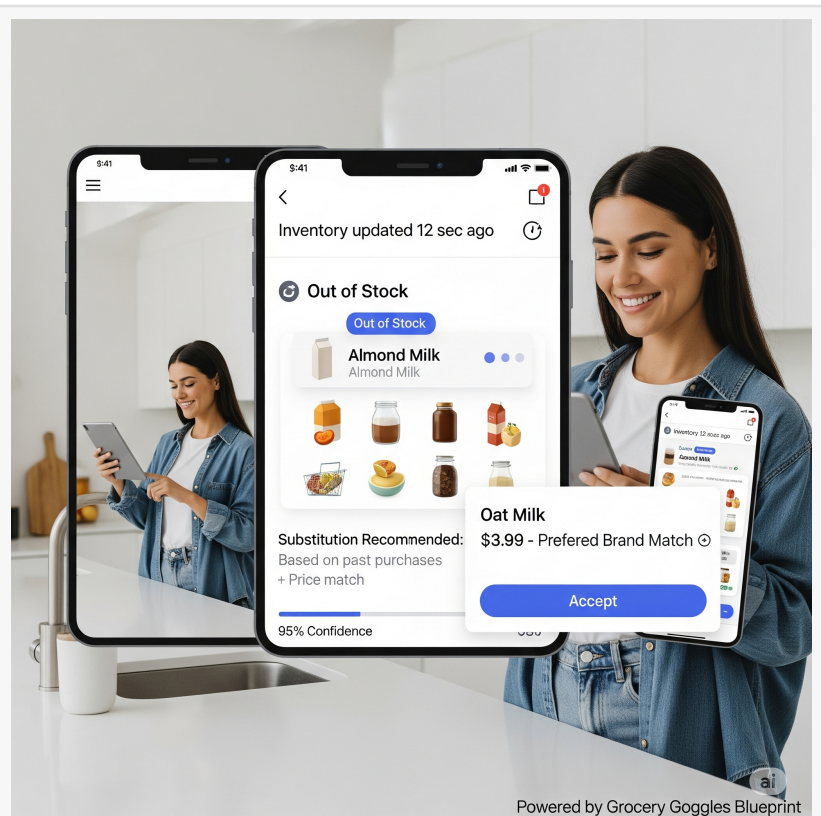 9:41
9:41
Inventory updated 12 sec ago
Out of Stock
Out of Stock
Almond Milk
Almond Milk
Substitution Recommended:
Based on past purchases
+ Price match
95% Confidence
Oat Milk
$3.99 - Prefered Brand Match
Accept
Inventory 12 secs ago
Almond Milk
ai
Powered by Grocery Goggles Blueprint